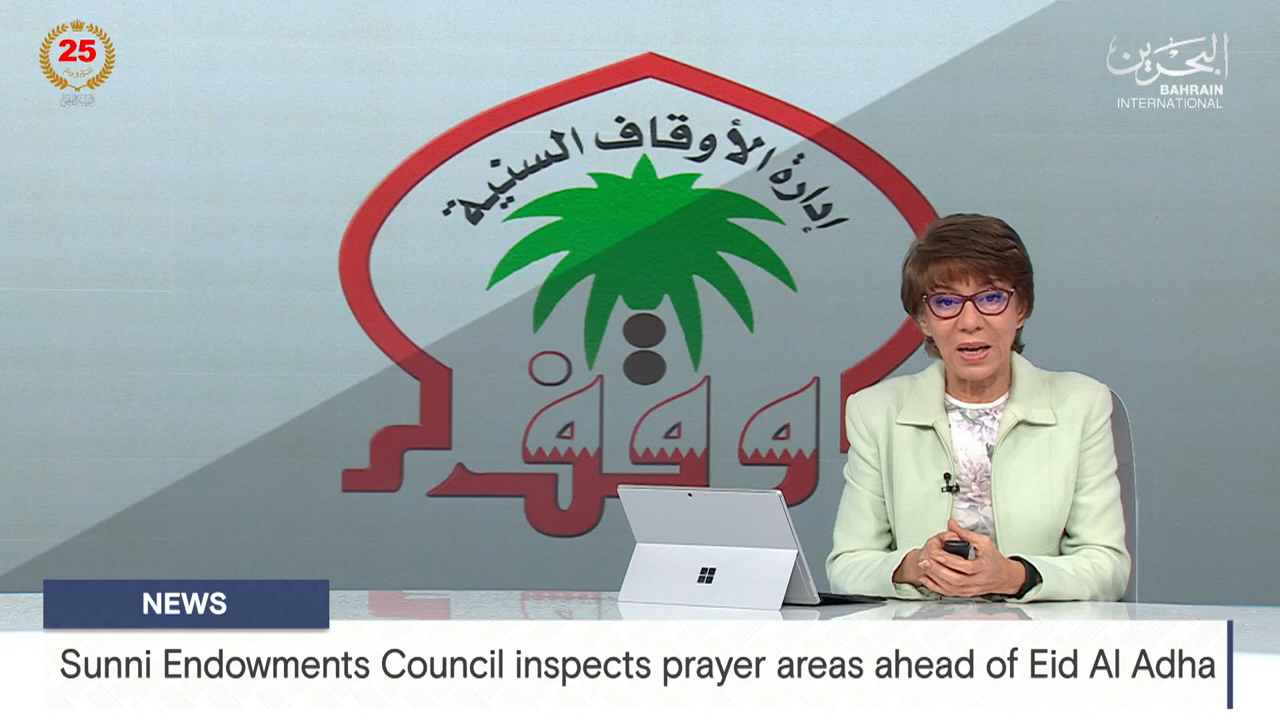 25
البحرين
BAHRAIN
INTERNATIONAL
إدارة الأوقاف السنية
وقف
NEWS
Sunni Endowments Council inspects prayer areas ahead of Eid Al Adha